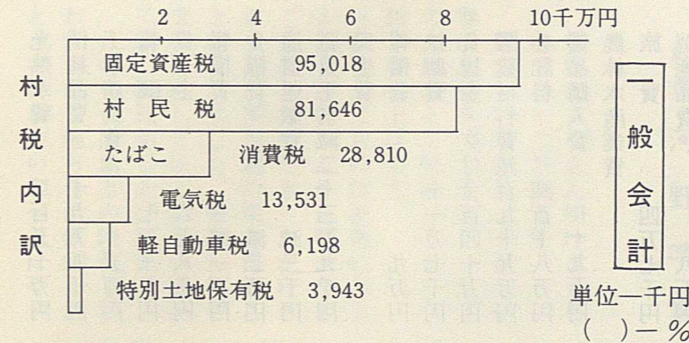 2 4 6 8 10千万円
村税内訳
固定資産税 95,018
村民税 81,646
たばこ消費税 28,810
電気税 13,531
軽自動車税 6,198
特別土地保有税 3,943
一般会計
単位―千円
( )―%